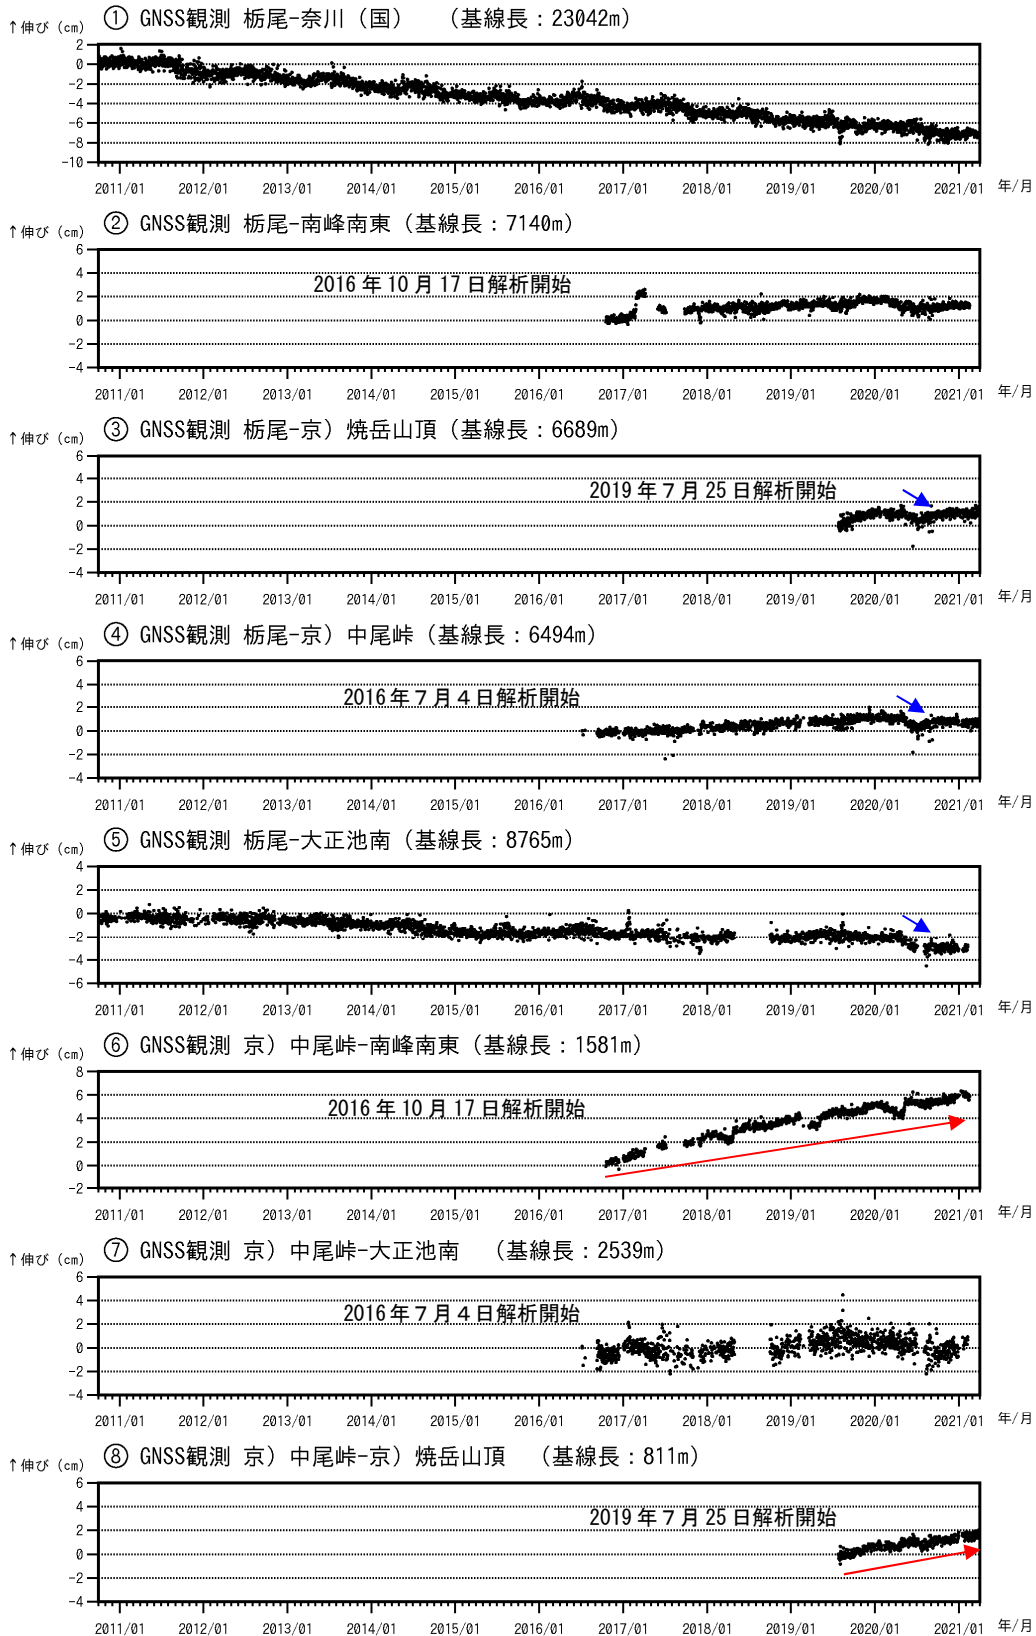 ① GNSS観測 栃尾-奈川（国） （基線長：23042m）
↑伸び（cm）
2
0
-2
-4
-6
-8
-10
2011/01 2012/01 2013/01 2014/01 2015/01 2016/01 2017/01 2018/01 2019/01 2020/01 2021/01 年/月
② GNSS観測 栃尾-南峰南東（基線長：7140m）
↑伸び（cm）
6
4
2016年10月17日解析開始
2
0
-2
-4
2011/01 2012/01 2013/01 2014/01 2015/01 2016/01 2017/01 2018/01 2019/01 2020/01 2021/01 年/月
③ GNSS観測 栃尾-京）焼岳山頂（基線長：6689m）
↑伸び（cm）
6
4
2019年７月25日解析開始
2
0
-2
-4
2011/01 2012/01 2013/01 2014/01 2015/01 2016/01 2017/01 2018/01 2019/01 2020/01 2021/01 年/月
④ GNSS観測 栃尾-京）中尾峠（基線長：6494m）
↑伸び（cm）
6
4
2016年７月４日解析開始
2
0
-2
-4
2011/01 2012/01 2013/01 2014/01 2015/01 2016/01 2017/01 2018/01 2019/01 2020/01 2021/01 年/月
⑤ GNSS観測 栃尾-大正池南（基線長：8765m）
↑伸び（cm）
4
2
0
-2
-4
-6
2011/01 2012/01 2013/01 2014/01 2015/01 2016/01 2017/01 2018/01 2019/01 2020/01 2021/01 年/月
⑥ GNSS観測 京）中尾峠-南峰南東（基線長：1581m）
↑伸び（cm）
8
6
2016年10月17日解析開始
4
2
0
-2
2011/01 2012/01 2013/01 2014/01 2015/01 2016/01 2017/01 2018/01 2019/01 2020/01 2021/01 年/月
⑦ GNSS観測 京）中尾峠-大正池南 （基線長：2539m）
↑伸び（cm）
6
4
2016年７月４日解析開始
2
0
-2
-4
2011/01 2012/01 2013/01 2014/01 2015/01 2016/01 2017/01 2018/01 2019/01 2020/01 2021/01 年/月
⑧ GNSS観測 京）中尾峠-京）焼岳山頂 （基線長：811m）
↑伸び（cm）
6
4
2019年７月25日解析開始
2
0
-2
-4
2011/01 2012/01 2013/01 2014/01 2015/01 2016/01 2017/01 2018/01 2019/01 2020/01 2021/01 年/月